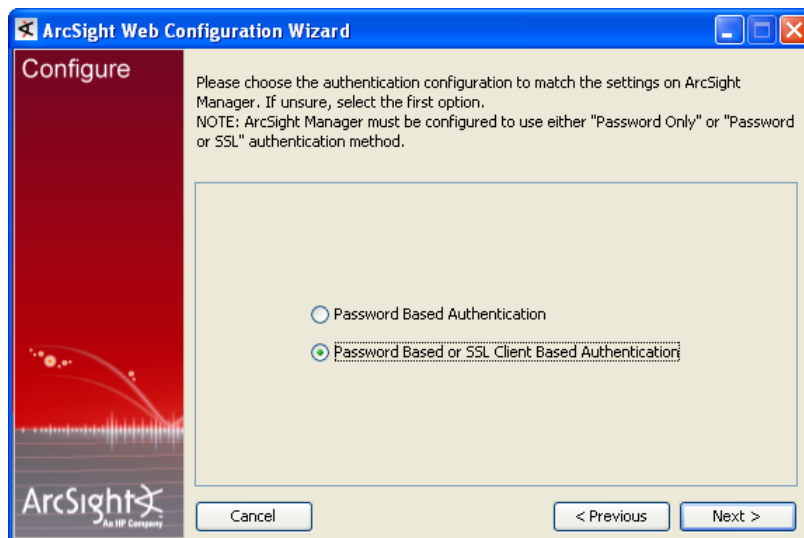 ArcSight Web Configuration Wizard
Configure
Please choose the authentication configuration to match the settings on ArcSight
Manager. If unsure, select the first option.
NOTE: ArcSight Manager must be configured to use either "Password Only" or "Password
or SSL" authentication method.
Password Based Authentication
Password Based or SSL Client Based Authentication
ArcSight
An HP Company
Cancel
< Previous
Next >